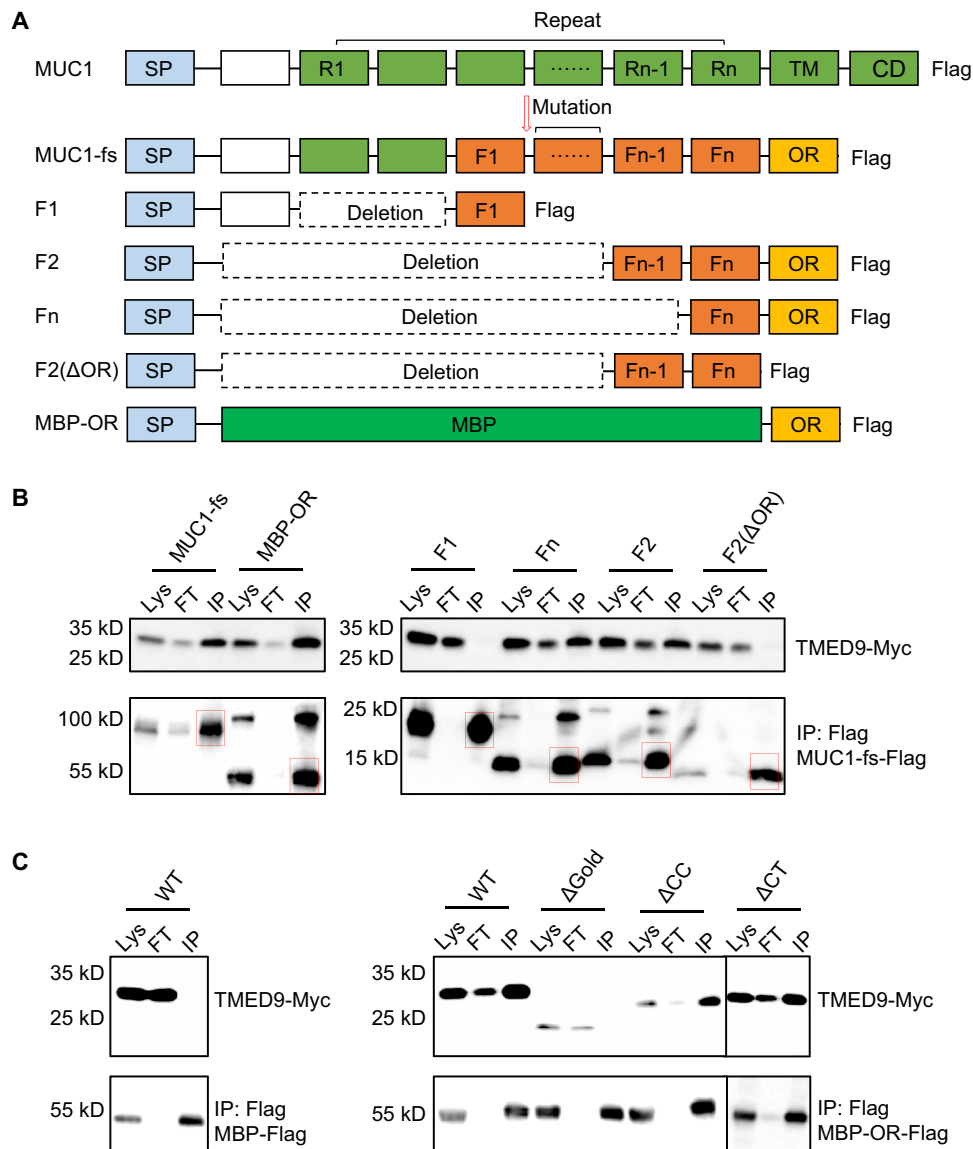 A
Repeat
MUC1 SP R1 ...... Rn-1 Rn TM CD Flag
Mutation
MUC1-fs SP F1 ...... Fn-1 Fn OR Flag
F1 SP Deletion F1 Flag
F2 SP Deletion Fn-1 Fn OR Flag
Fn SP Deletion Fn OR Flag
F2(ΔOR) SP Deletion Fn-1 Fn Flag
MBP-OR SP MBP OR Flag
B
MUC1-fs MBP-OR F1 Fn F2 F2(ΔOR)
Lys FT IP Lys FT IP Lys FT IP Lys FT IP Lys FT IP Lys FT IP
35 kD 35 kD
25 kD 25 kD
TMED9-Myc
100 kD 25 kD
55 kD 15 kD
IP: Flag
MUC1-fs-Flag
C
WT WT ΔGold ΔCC ΔCT
Lys FT IP Lys FT IP Lys FT IP Lys FT IP Lys FT IP
35 kD TMED9-Myc 35 kD TMED9-Myc
25 kD 25 kD
55 kD IP: Flag 55 kD IP: Flag
MBP-Flag MBP-OR-Flag